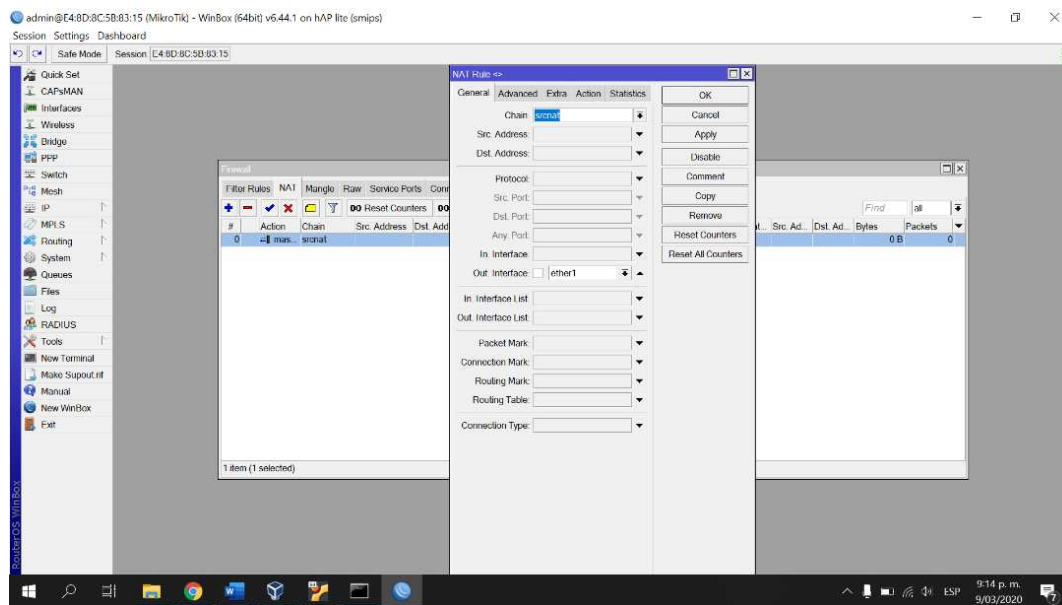 admin@E4:8D:8C:5B:83:15 (MikroTik) - WinBox (64bit) v6.44.1 on hAP lite (smips)
Session Settings Dashboard
Safe Mode Session E4:8D:8C:5B:83:15
Quick Set
CAPsMAN
Interfaces
Wireless
Bridge
PPP
Switch
Mesh
IP
MPLS
Routing
System
Queues
Files
Log
RADIUS
Tools
New Terminal
Make Supout.rif
Manual
New WinBox
Exit
RouterOS WinBox
Firewall
Filter Rules NAT Mangle Raw Service Ports Conn
00 Reset Counters 00
Find all
# Action Chain Src. Address Dst. Add
Src. Ad... Dst. Ad... Bytes Packets
0 mas... srcnat 0 B 0
1 item (1 selected)
NAT Rule <>
General Advanced Extra Action Statistics
Chain: srcnat
Src. Address:
Dst. Address:
Protocol:
Src. Port:
Dst. Port:
Any. Port:
In. Interface:
Out. Interface: ether1
In. Interface List:
Out. Interface List:
Packet Mark:
Connection Mark:
Routing Mark:
Routing Table:
Connection Type:
OK
Cancel
Apply
Disable
Comment
Copy
Remove
Reset Counters
Reset All Counters
ESP
9:14 p. m.
9/03/2020